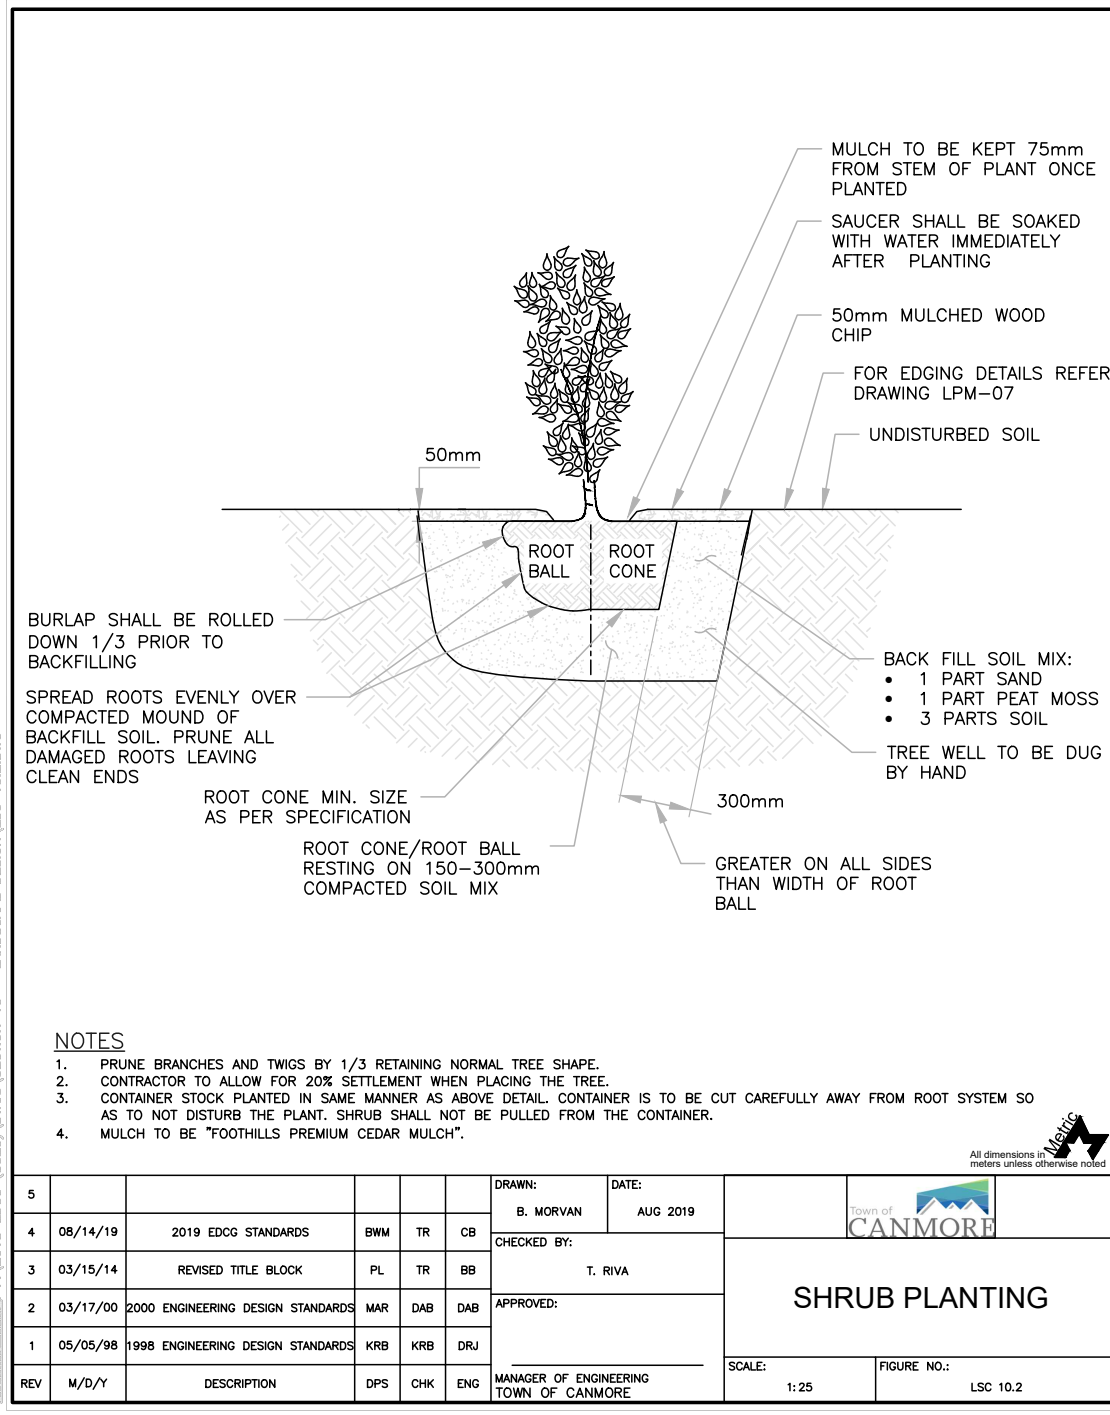 MULCH TO BE KEPT 75mm
FROM STEM OF PLANT ONCE
PLANTED
SAUCER SHALL BE SOAKED
WITH WATER IMMEDIATELY
AFTER PLANTING
50mm MULCHED WOOD
CHIP
FOR EDGING DETAILS REFER
DRAWING LPM-07
UNDISTURBED SOIL
50mm
ROOT
BALL
ROOT
CONE
BURLAP SHALL BE ROLLED
DOWN 1/3 PRIOR TO
BACKFILLING
SPREAD ROOTS EVENLY OVER
COMPACTED MOUND OF
BACKFILL SOIL. PRUNE ALL
DAMAGED ROOTS LEAVING
CLEAN ENDS
ROOT CONE MIN. SIZE
AS PER SPECIFICATION
ROOT CONE/ROOT BALL
RESTING ON 150-300mm
COMPACTED SOIL MIX
BACK FILL SOIL MIX:
• 1 PART SAND
• 1 PART PEAT MOSS
• 3 PARTS SOIL
TREE WELL TO BE DUG
BY HAND
300mm
GREATER ON ALL SIDES
THAN WIDTH OF ROOT
BALL
NOTES
1. PRUNE BRANCHES AND TWIGS BY 1/3 RETAINING NORMAL TREE SHAPE.
2. CONTRACTOR TO ALLOW FOR 20% SETTLEMENT WHEN PLACING THE TREE.
3. CONTAINER STOCK PLANTED IN SAME MANNER AS ABOVE DETAIL. CONTAINER IS TO BE CUT CAREFULLY AWAY FROM ROOT SYSTEM SO
AS TO NOT DISTURB THE PLANT. SHRUB SHALL NOT BE PULLED FROM THE CONTAINER.
4. MULCH TO BE "FOOTHILLS PREMIUM CEDAR MULCH".
Metric
All dimensions in
meters unless otherwise noted
5
4 08/14/19 2019 EDCG STANDARDS BWM TR CB
3 03/15/14 REVISED TITLE BLOCK PL TR BB
2 03/17/00 2000 ENGINEERING DESIGN STANDARDS MAR DAB DAB
1 05/05/98 1998 ENGINEERING DESIGN STANDARDS KRB KRB DRJ
REV M/D/Y DESCRIPTION DPS CHK ENG
DRAWN:
B. MORVAN
DATE:
AUG 2019
CHECKED BY:
T. RIVA
APPROVED:
MANAGER OF ENGINEERING
TOWN OF CANMORE
Town of
CANMORE
SHRUB PLANTING
SCALE:
1:25
FIGURE NO.:
LSC 10.2